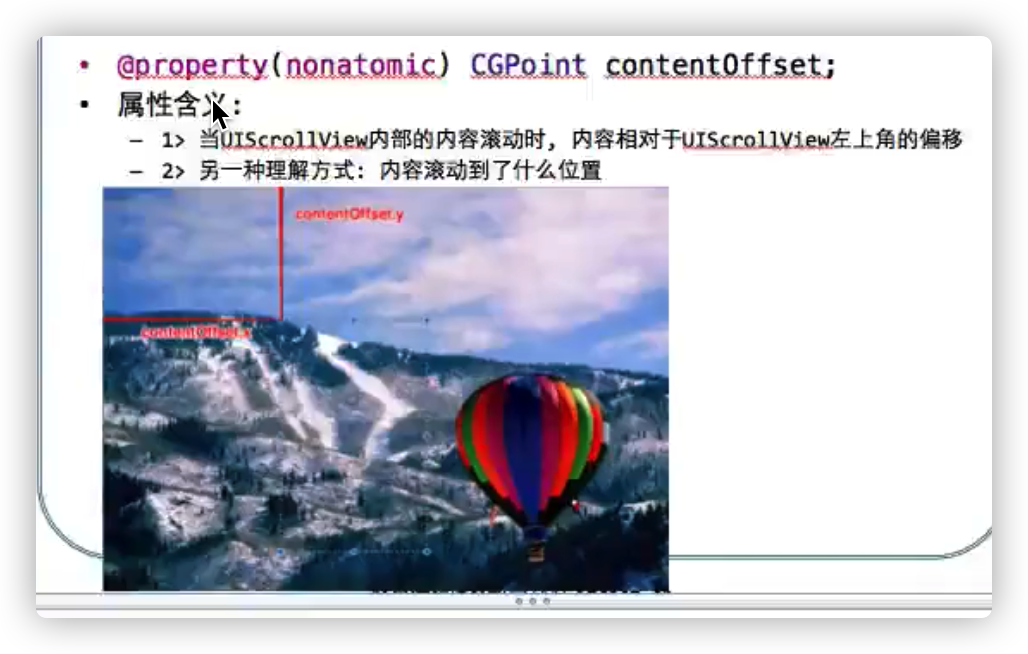 • @property(nonatomic) CGPoint contentOffset;
• 属性含义:
– 1> 当UIScrollView内部的内容滚动时, 内容相对于UIScrollView左上角的偏移
– 2> 另一种理解方式: 内容滚动到了什么位置
contentOffset.y
contentOffset.x